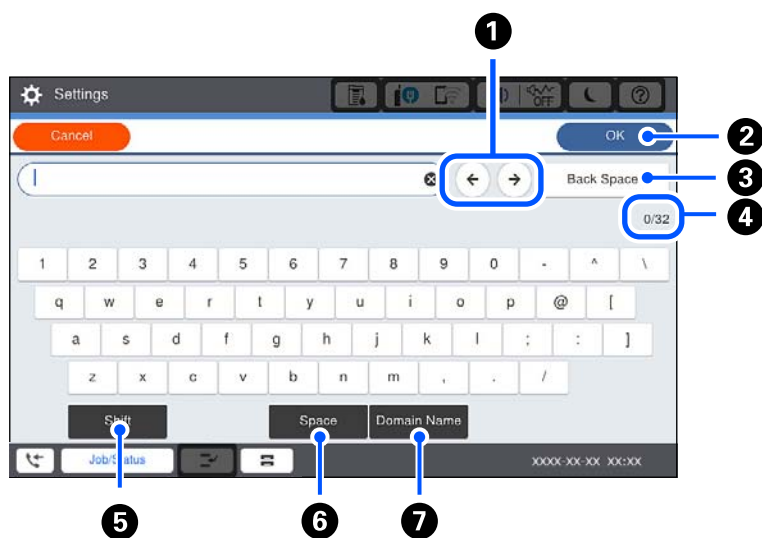 1
Settings
OFF
Cancel
OK
2
Back Space
3
0/32
4
1 2 3 4 5 6 7 8 9 0 - ^ \
q w e r t y u i o p @ [
a s d f g h j k l ; : ]
z x c v b n m , . /
Shift Space Domain Name
Job/Status
XXXX-XX-XX XX:XX
5 6 7